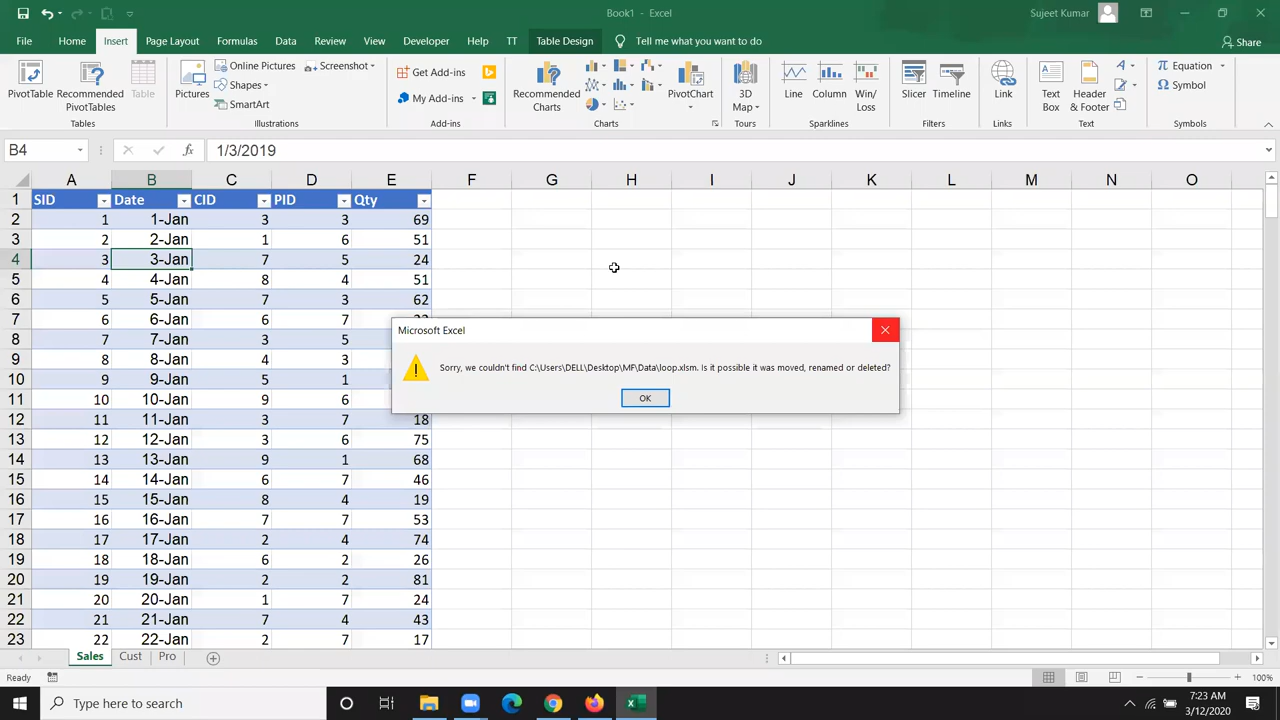 Book1 - Excel
Sujeet Kumar
File Home Insert Page Layout Formulas Data Review View Developer Help TT Table Design Tell me what you want to do Share
PivotTable
Recommended PivotTables
Table
Tables
Pictures
Online Pictures
Shapes
SmartArt
Screenshot
Illustrations
Get Add-ins
My Add-ins
Add-ins
Recommended Charts
PivotChart
Charts
3D Map
Tours
Line
Column
Win/Loss
Sparklines
Slicer
Timeline
Filters
Link
Links
Text Box
Header & Footer
Text
Equation
Symbol
Symbols
B4 fx 1/3/2019
A B C D E F G H I J K L M N O
1 SID Date CID PID Qty
2 1 1-Jan 3 3 69
3 2 2-Jan 1 6 51
4 3 3-Jan 7 5 24
5 4 4-Jan 8 4 51
6 5 5-Jan 7 3 62
7 6 6-Jan 6 7
8 7 7-Jan 3 5
9 8 8-Jan 4 3
10 9 9-Jan 5 1
11 10 10-Jan 9 6
12 11 11-Jan 3 7 18
13 12 12-Jan 3 6 75
14 13 13-Jan 9 1 68
15 14 14-Jan 6 7 46
16 15 15-Jan 8 4 19
17 16 16-Jan 7 7 53
18 17 17-Jan 2 4 74
19 18 18-Jan 6 2 26
20 19 19-Jan 2 2 81
21 20 20-Jan 1 7 24
22 21 21-Jan 7 4 43
23 22 22-Jan 2 7 17
Microsoft Excel
Sorry, we couldn't find C:\Users\DELL\Desktop\MF\Data\loop.xlsm. Is it possible it was moved, renamed or deleted?
OK
Sales Cust Pro
Ready
100%
Type here to search
7:23 AM
3/12/2020